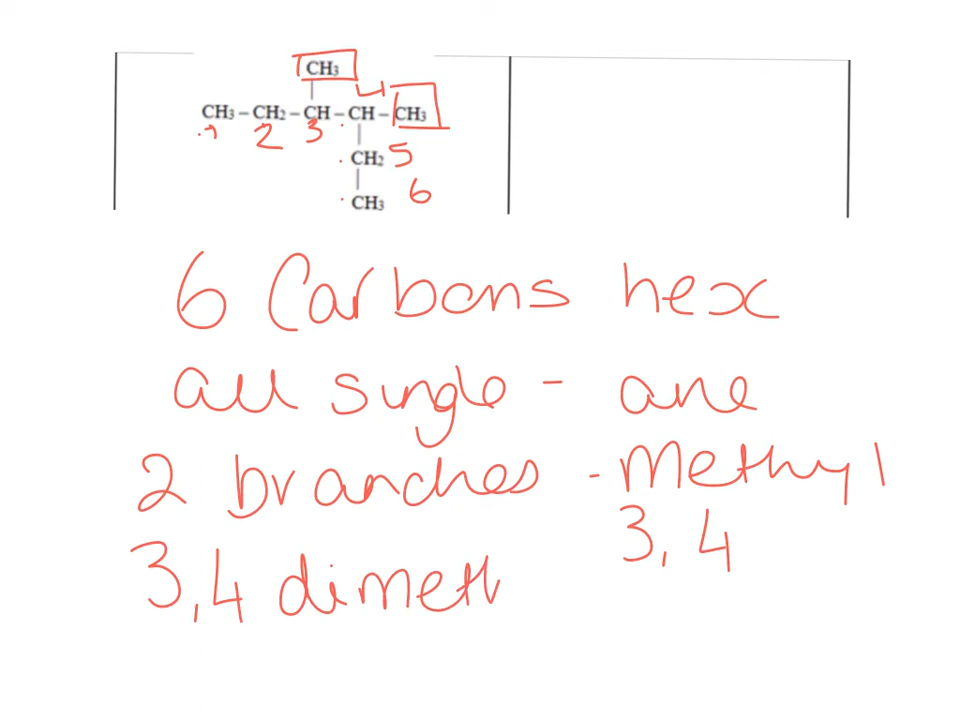 CH₃
4
CH₃ – CH₂ – CH – CH – CH₃
1 2 3
CH₂ 5
CH₃ 6
6 Carbons hex
all single - ane
2 branches - methyl
3, 4
3,4 dimeth